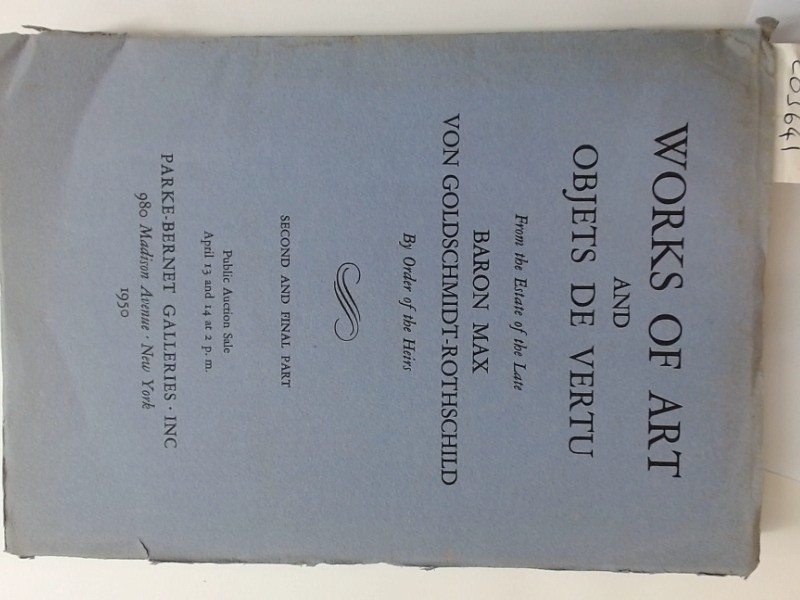 WORKS OF ART
AND
OBJETS DE VERTU
From the Estate of the Late
BARON MAX
VON GOLDSCHMIDT-ROTHSCHILD
By Order of the Heirs
SECOND AND FINAL PART
Public Auction Sale
April 13 and 14 at 2 p. m.
PARKE-BERNET GALLERIES · INC
980 Madison Avenue · New York
1950